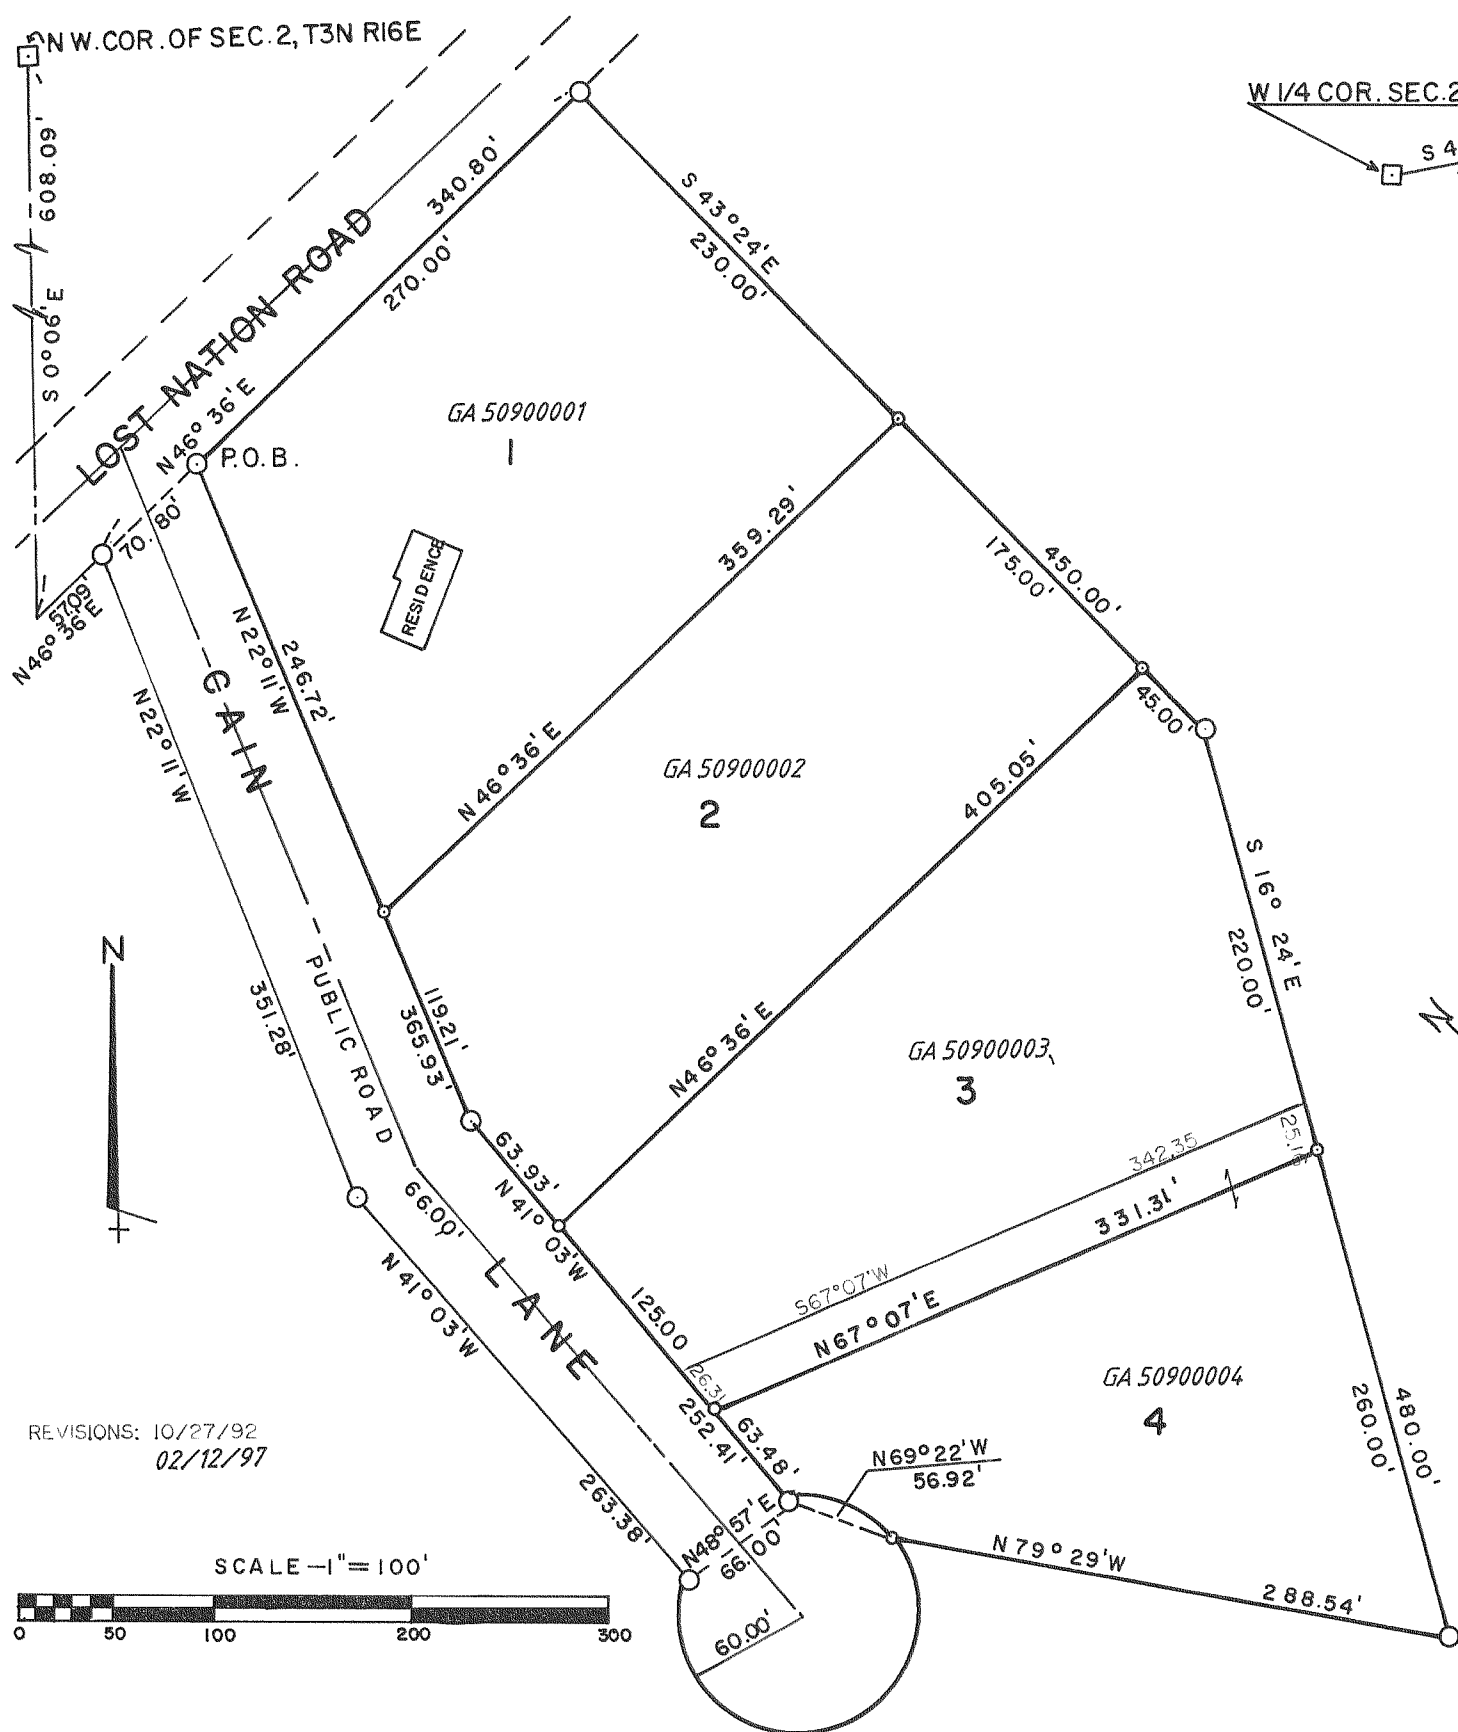 N W. COR. OF SEC. 2, T3N R16E
W 1/4 COR. SEC. 2
S 4
608.09'
S 0°06' E
340.80'
270.00'
LOST NATION ROAD
N46° 36' E
P.O.B.
70.80'
57.09'
N46° 36' E
S 43° 24' E
230.00'
GA 50900001
1
RESIDENCE
359.29'
N 46° 36' E
450.00'
175.00'
45.00'
N 22° 11' W
246.72'
GAIN
N 22° 11' W
351.28'
PUBLIC ROAD
GA 50900002
2
405.05'
N46° 36' E
S 16° 24' E
220.00'
N
119.21'
365.93'
GA 50900003
3
63.93'
N 41° 03' W
66.00'
LANE
N 41° 03' W
125.00
342.35
S67°07'W
331.31'
N 67° 07' E
26.31
252.41'
63.48'
GA 50900004
4
480.00'
260.00'
REVISIONS: 10/27/92
02/12/97
N69° 22' W
56.92'
263.38'
N48° 57' E
66.00'
N 79° 29' W
288.54'
60.00'
SCALE - 1" = 100'
0 50 100 200 300